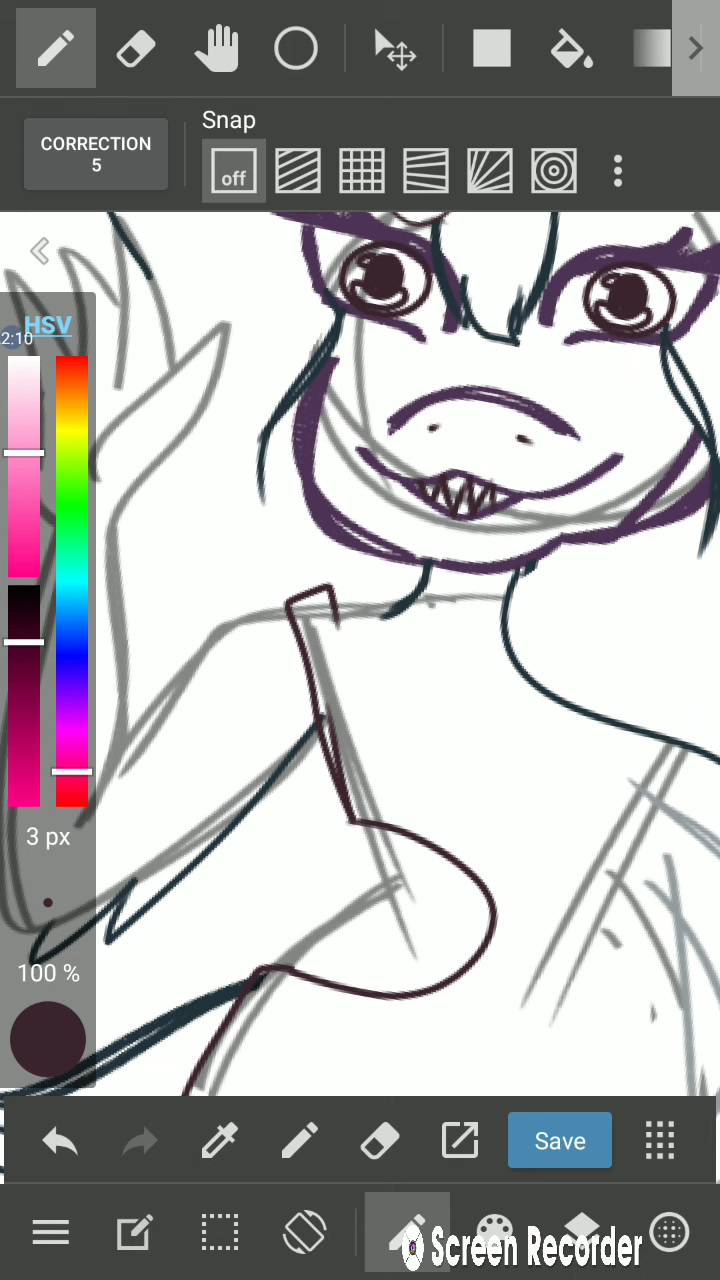 Snap
CORRECTION
5
off
HSV
2:10
3 px
100 %
Save
Screen Recorder